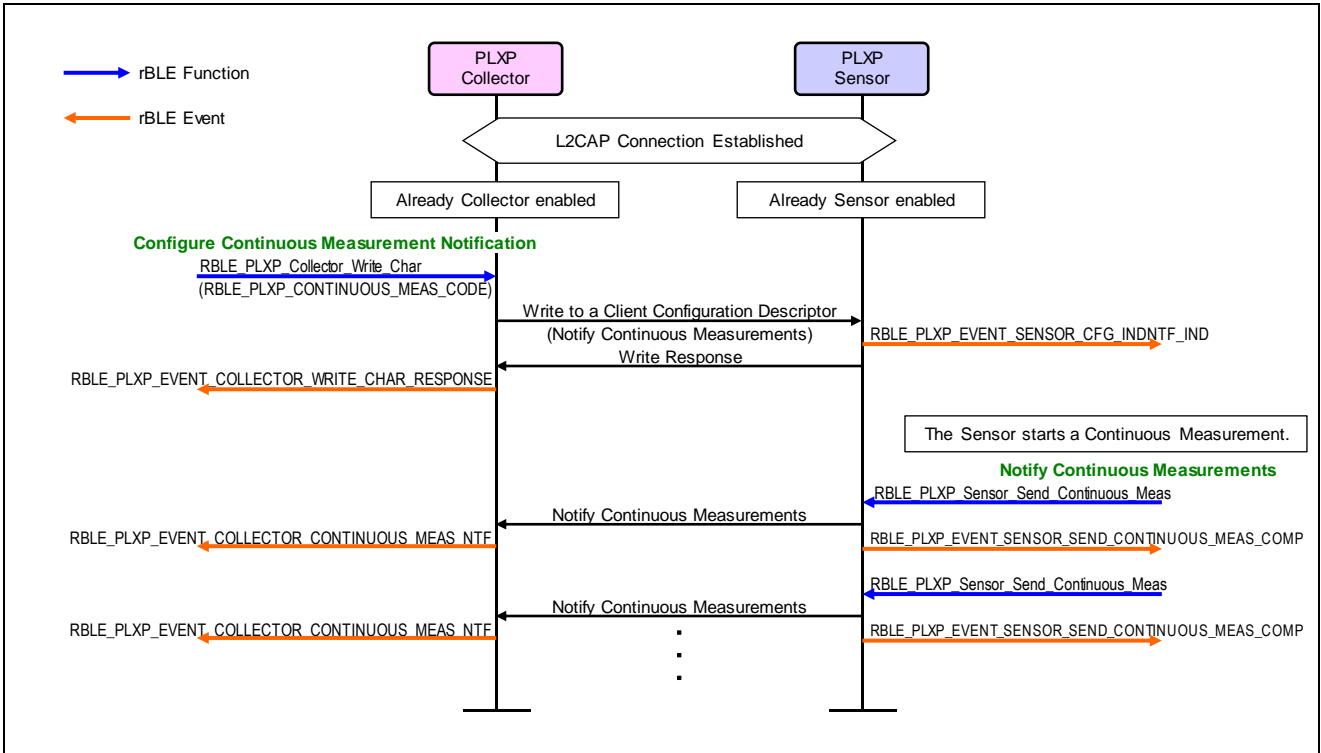 PLXP
Collector
PLXP
Sensor
rBLE Function
rBLE Event
L2CAP Connection Established
Already Collector enabled
Already Sensor enabled
Configure Continuous Measurement Notification
RBLE_PLXP_Collector_Write_Char
(RBLE_PLXP_CONTINUOUS_MEAS_CODE)
Write to a Client Configuration Descriptor
(Notify Continuous Measurements)
RBLE_PLXP_EVENT_SENSOR_CFG_INDNTF_IND
Write Response
RBLE_PLXP_EVENT_COLLECTOR_WRITE_CHAR_RESPONSE
The Sensor starts a Continuous Measurement.
Notify Continuous Measurements
RBLE_PLXP_Sensor_Send_Continuous_Meas
Notify Continuous Measurements
RBLE_PLXP_EVENT_COLLECTOR_CONTINUOUS_MEAS_NTF
RBLE_PLXP_EVENT_SENSOR_SEND_CONTINUOUS_MEAS_COMP
RBLE_PLXP_Sensor_Send_Continuous_Meas
Notify Continuous Measurements
RBLE_PLXP_EVENT_COLLECTOR_CONTINUOUS_MEAS_NTF
RBLE_PLXP_EVENT_SENSOR_SEND_CONTINUOUS_MEAS_COMP